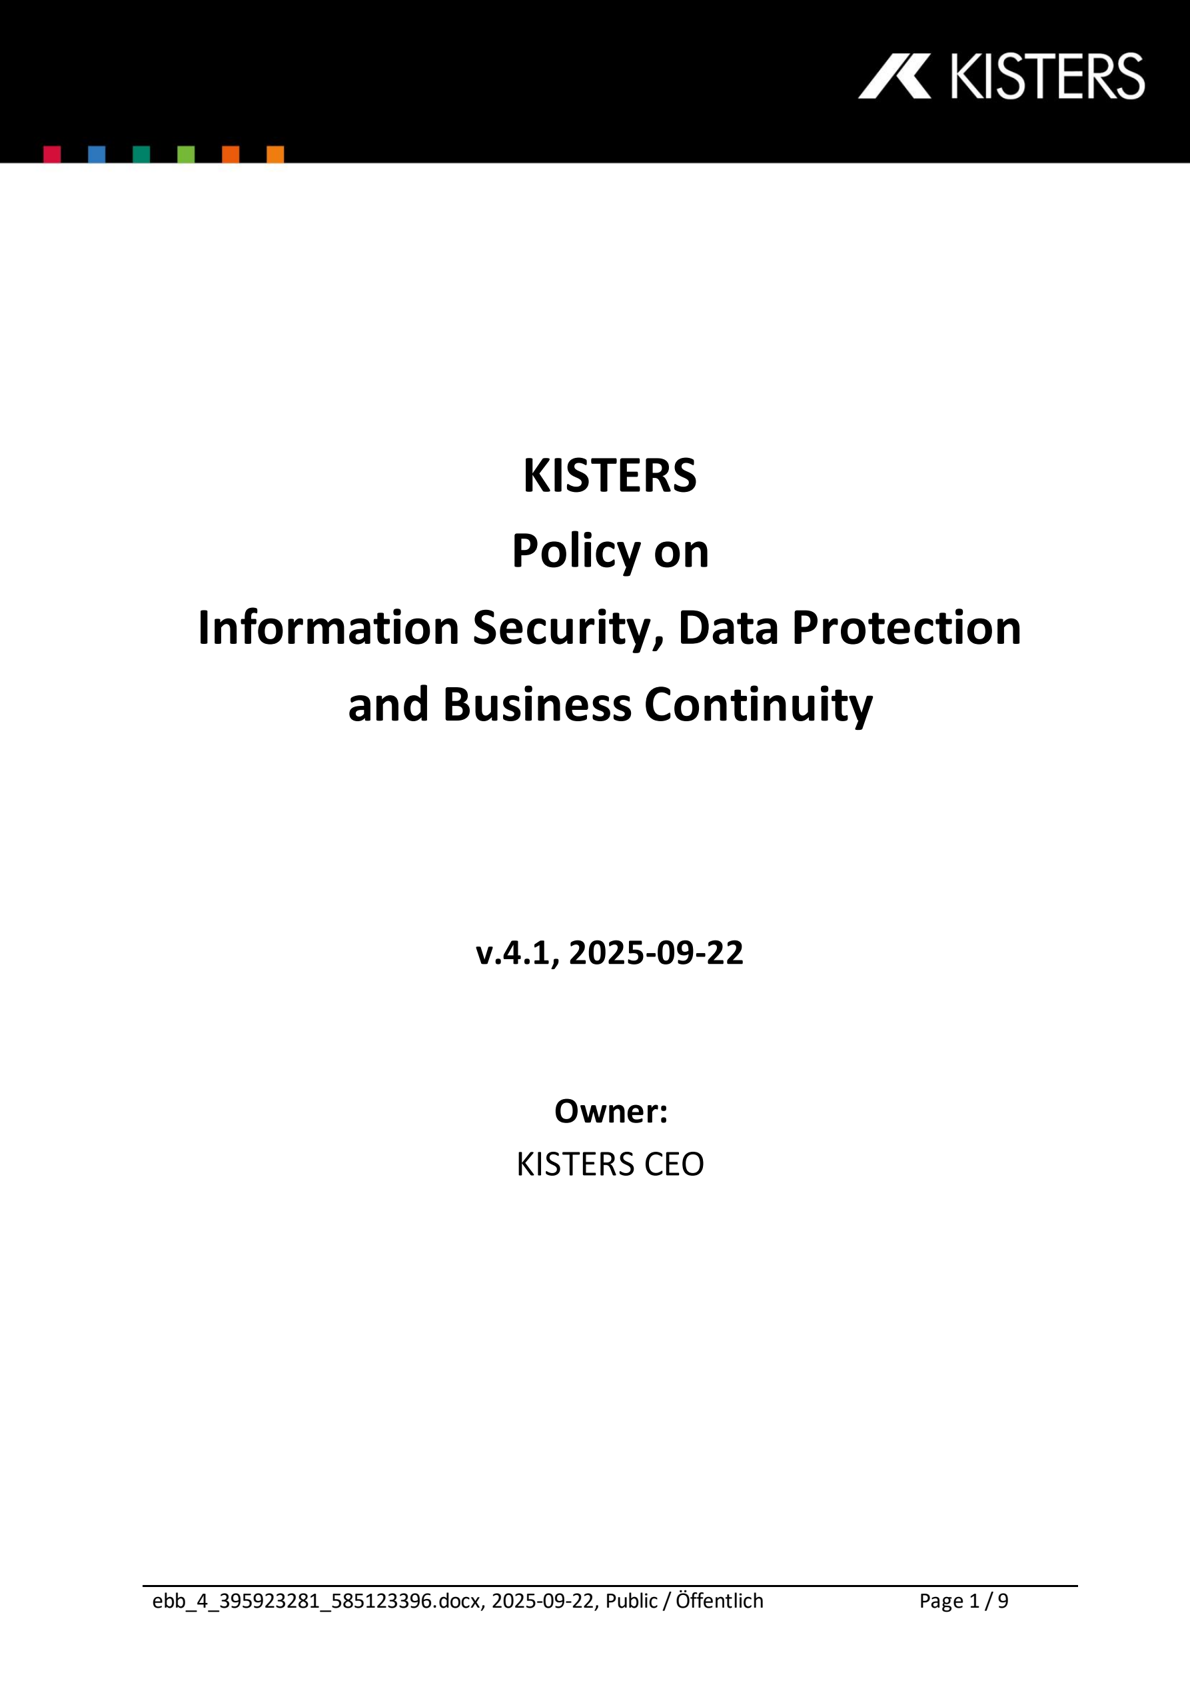 KISTERS
KISTERS
Policy on
Information Security, Data Protection
and Business Continuity
v.4.1, 2025-09-22
Owner:
KISTERS CEO
ebb_4_395923281_585123396.docx, 2025-09-22, Public / Öffentlich Page 1 / 9